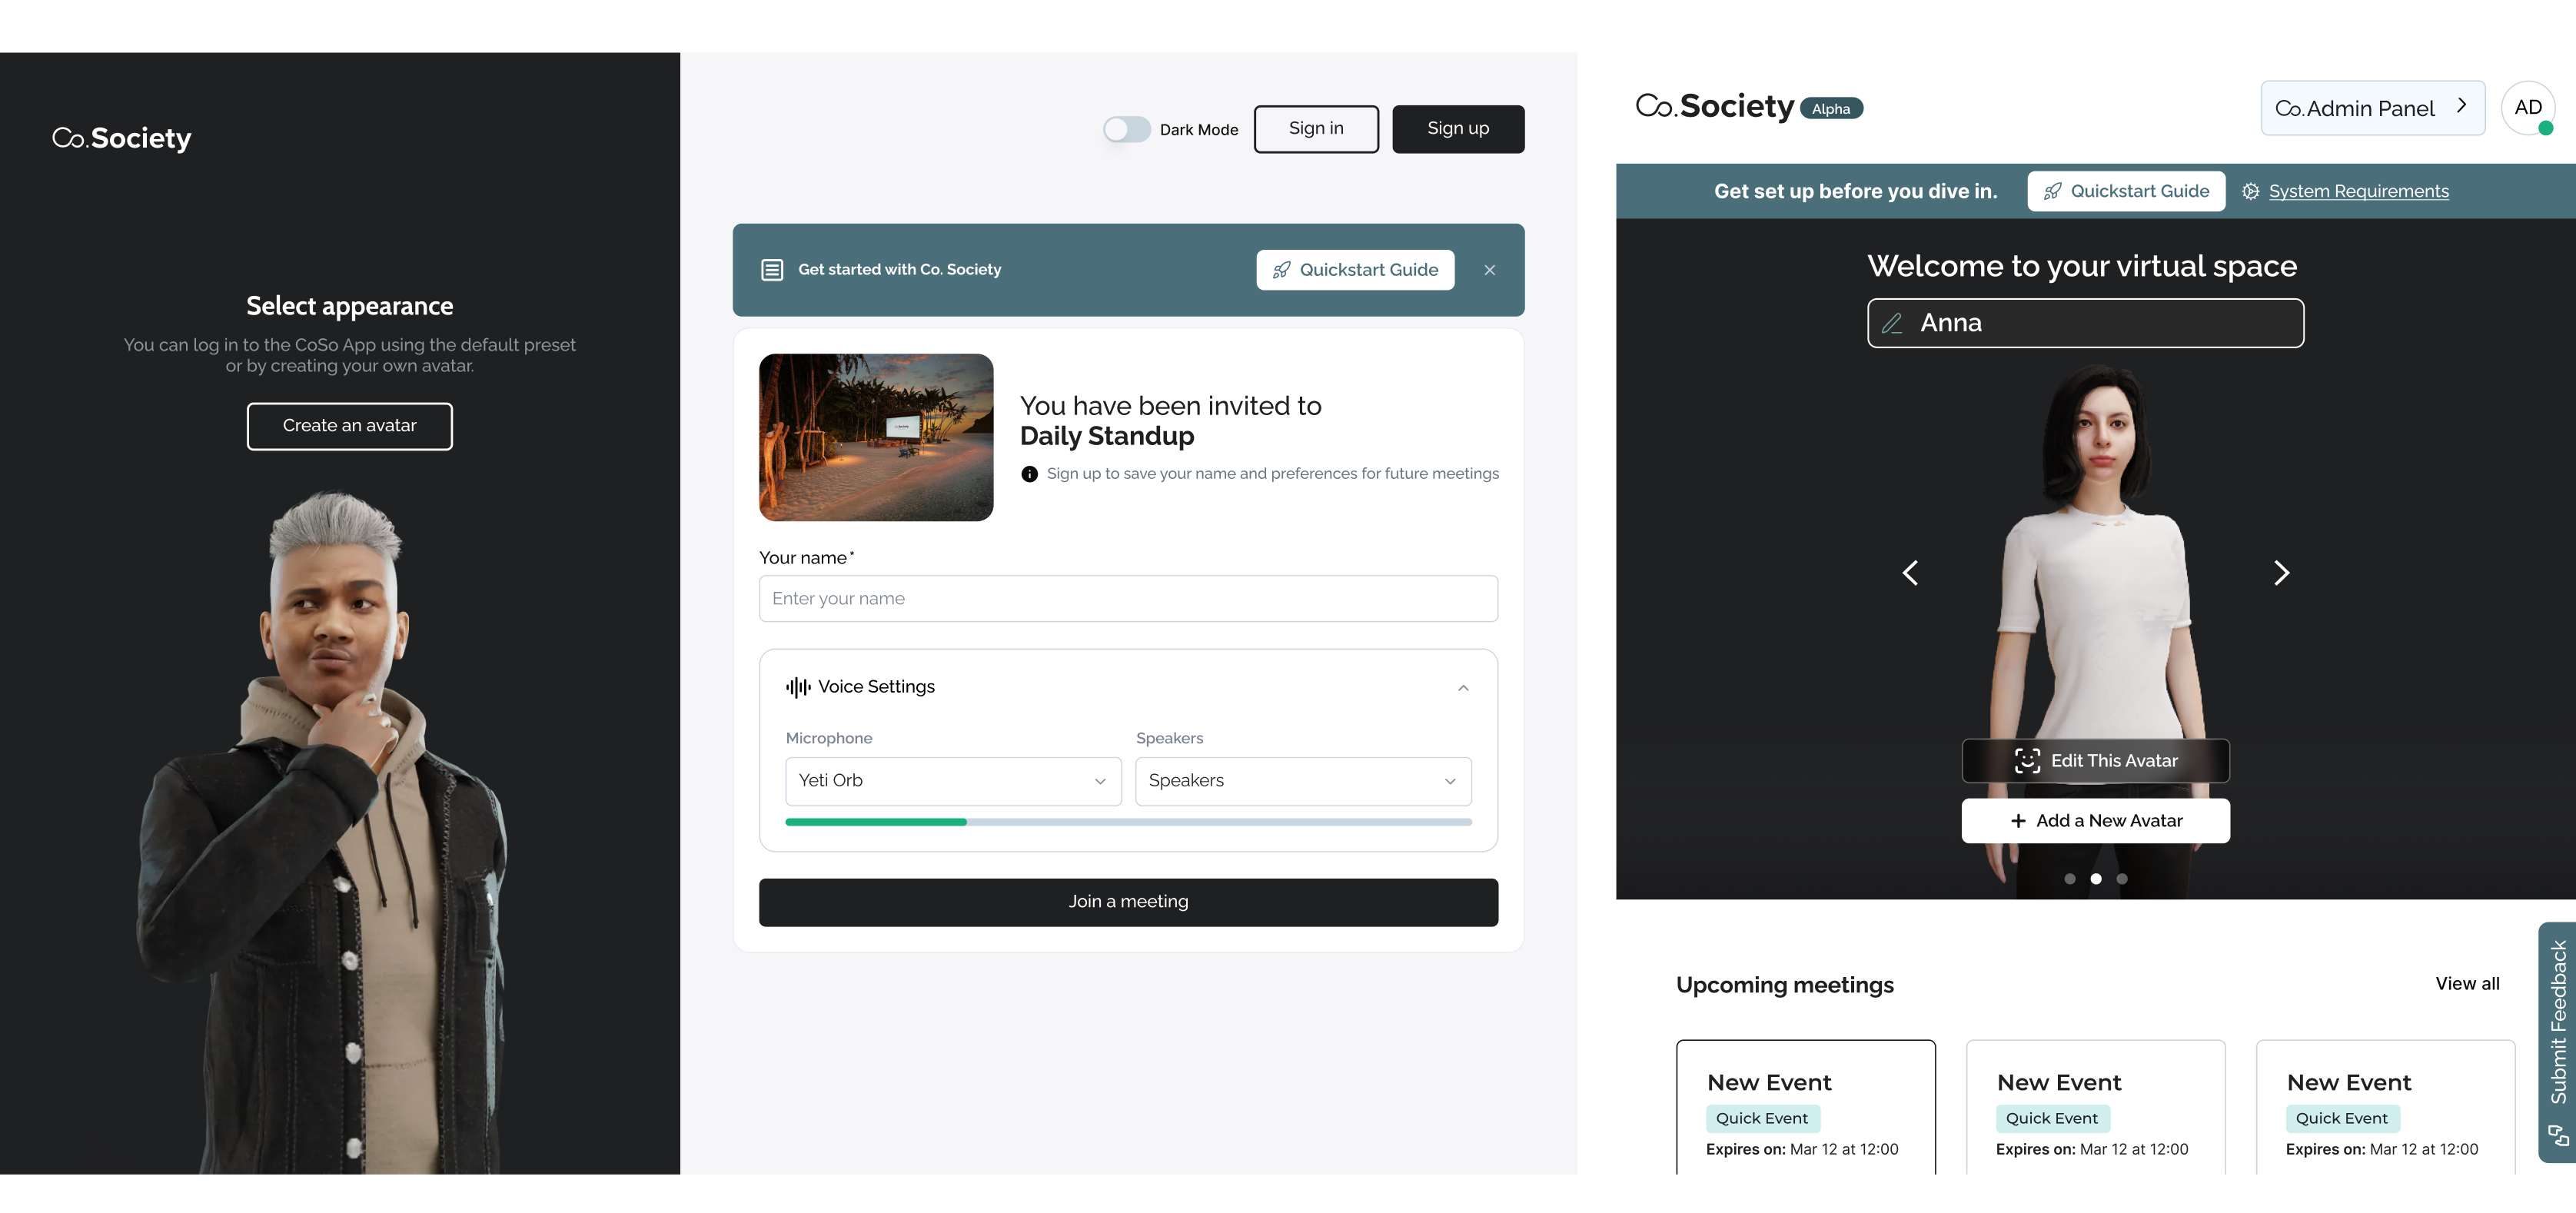 Co.Society
Select appearance
You can log in to the CoSo App using the default preset
or by creating your own avatar.
Create an avatar
Dark Mode
Sign in
Sign up
Get started with Co. Society
Quickstart Guide
You have been invited to
Daily Standup
Sign up to save your name and preferences for future meetings
Your name*
Enter your name
Voice Settings
Microphone
Speakers
Yeti Orb
Speakers
Join a meeting
Co.Society Alpha
Co.Admin Panel
AD
Get set up before you dive in.
Quickstart Guide
System Requirements
Welcome to your virtual space
Anna
Edit This Avatar
+ Add a New Avatar
Upcoming meetings
View all
New Event
Quick Event
Expires on: Mar 12 at 12:00
New Event
Quick Event
Expires on: Mar 12 at 12:00
New Event
Quick Event
Expires on: Mar 12 at 12:00
Submit Feedback